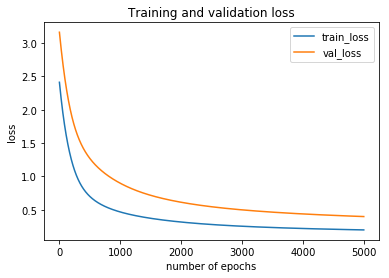 Training and validation loss
train_loss
val_loss
loss
3.0
2.5
2.0
1.5
1.0
0.5
0 1000 2000 3000 4000 5000
number of epochs